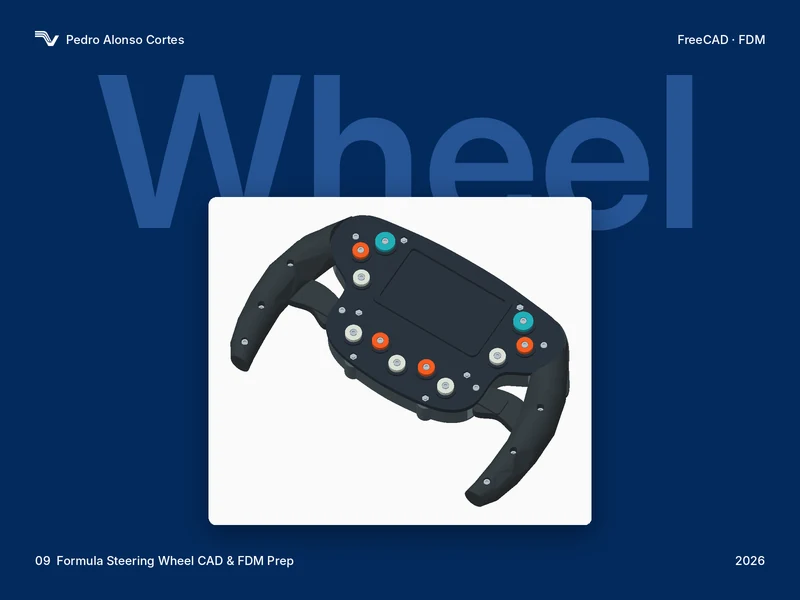 Pedro Alonso Cortes
FreeCAD · FDM
Wheel
09 Formula Steering Wheel CAD & FDM Prep
2026